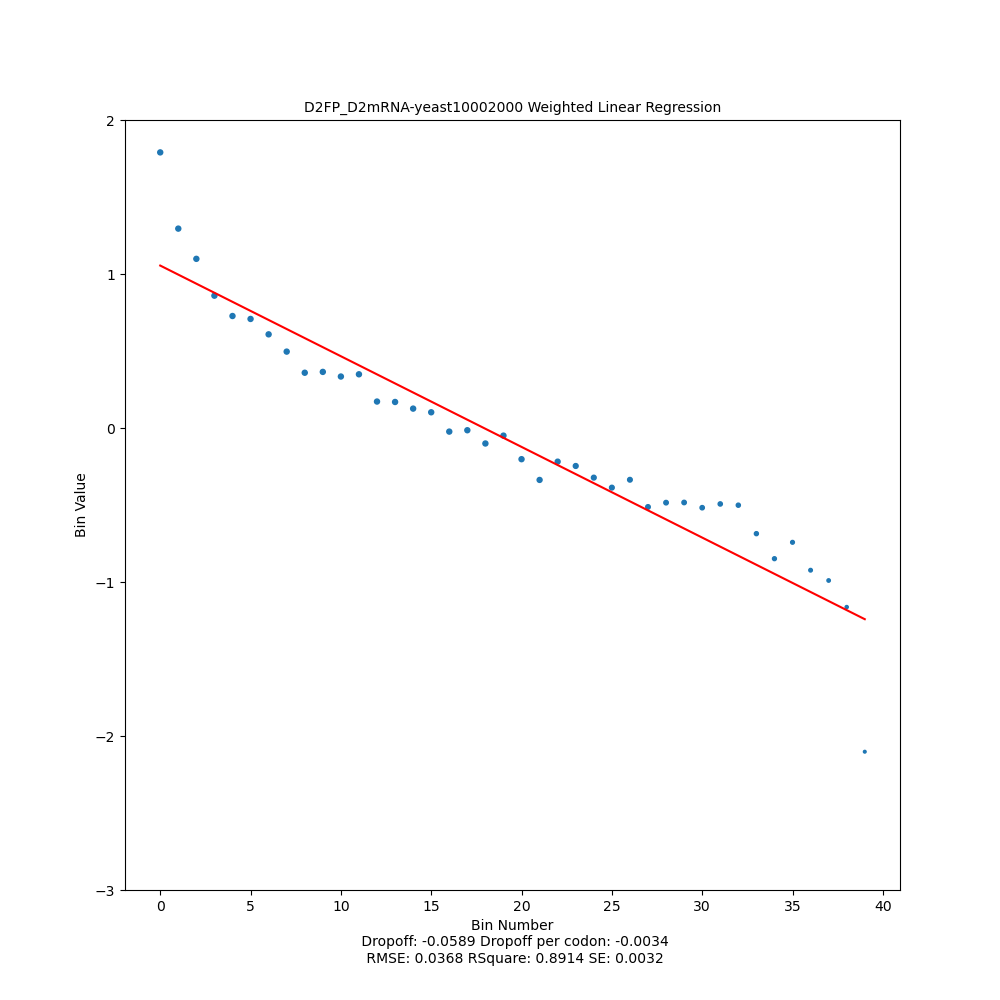 D2FP_D2mRNA-yeast10002000 Weighted Linear Regression
2
1
0
−1
−2
−3
Bin Value
0 5 10 15 20 25 30 35 40
Bin Number
Dropoff: -0.0589 Dropoff per codon: -0.0034
RMSE: 0.0368 RSquare: 0.8914 SE: 0.0032